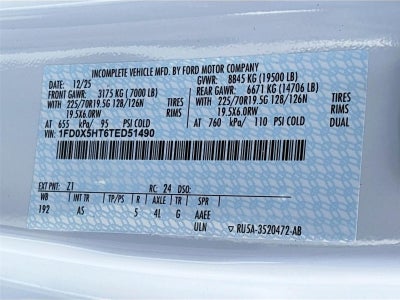 INCOMPLETE VEHICLE MFD. BY FORD MOTOR COMPANY
DATE: 12/25 GVWR: 8845 KG (19500 LB)
FRONT GAWR: 3175 KG (7000 LB) REAR GAWR: 6671 KG (14706 LB)
WITH 225/70R19.5G 128/126N TIRES WITH 225/70R19.5G 128/126N TIRES
19.5X6.0RW RIMS 19.5X6.0RW RIMS
AT 655 kPa/ 95 PSI COLD AT 760 kPa/ 110 PSI COLD
VIN: 1FD0X5HT6TED51490
EXT PNT: Z1 RC: 24 DSO:
WB INT TR TP/PS R AXLE TR SPR
192 AS 5 4L G AAEE
ULN RU5A-3520472-AB